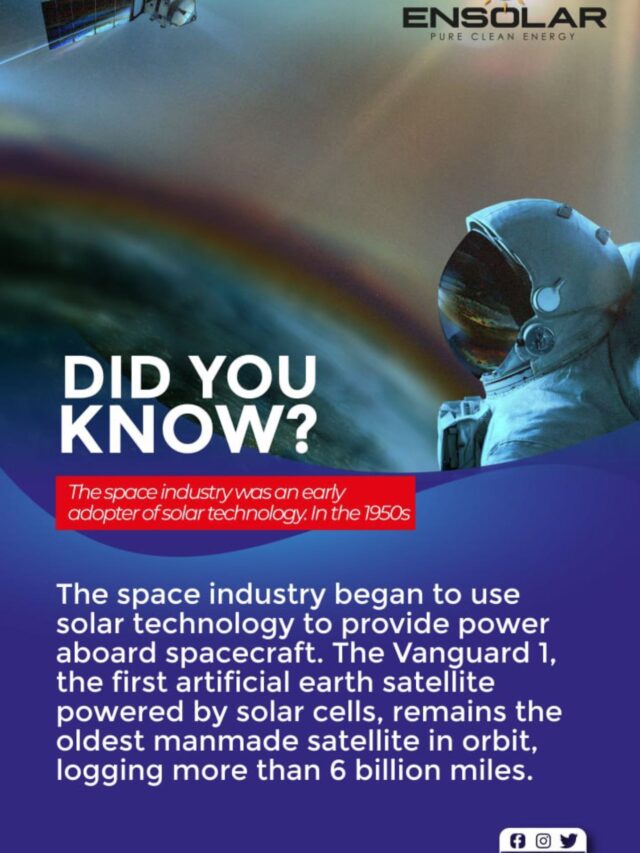 ENSOLAR
PURE CLEAN ENERGY
DID YOU
KNOW?
The space industry was an early
adopter of solar technology. In the 1950s
The space industry began to use
solar technology to provide power
aboard spacecraft. The Vanguard 1,
the first artificial earth satellite
powered by solar cells, remains the
oldest manmade satellite in orbit,
logging more than 6 billion miles.